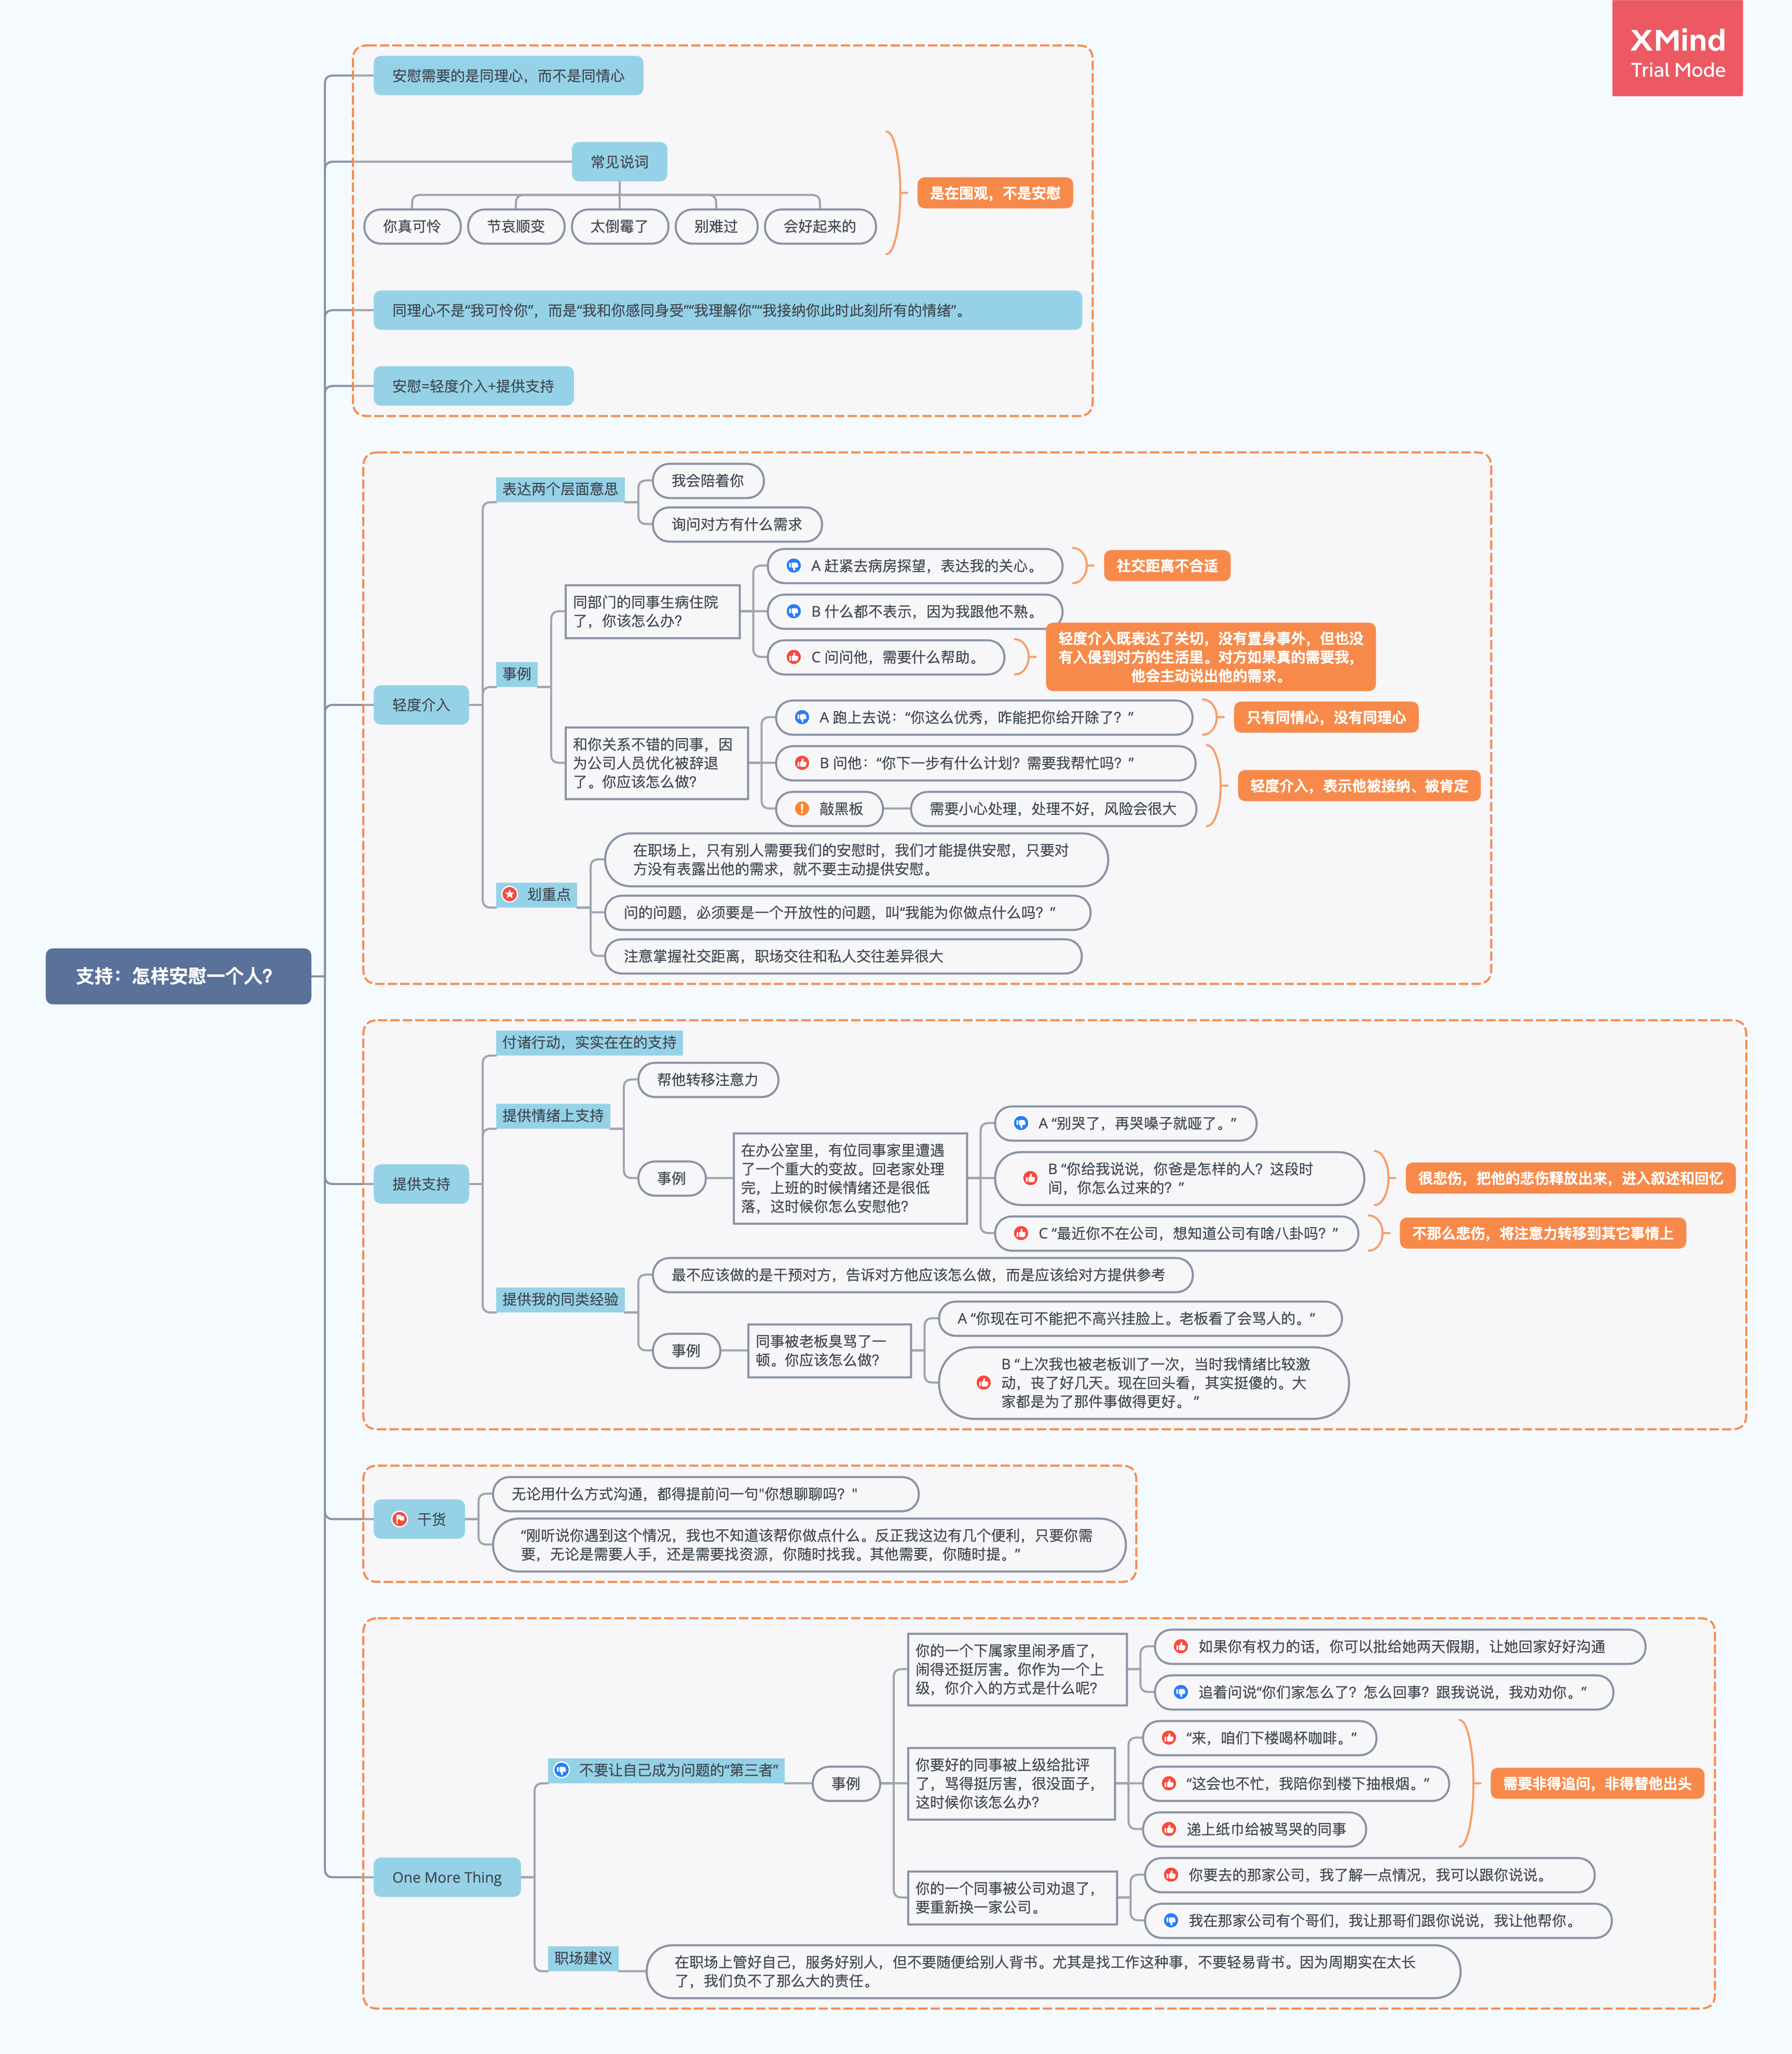 XMind
Trial Mode
支持：怎样安慰一个人？
安慰需要的是同理心，而不是同情心
常见说词
你真可怜
节哀顺变
太倒霉了
别难过
会好起来的
是在围观，不是安慰
同理心不是“我可怜你”，而是“我和你感同身受”“我理解你”“我接纳你此时此刻所有的情绪”。
安慰=轻度介入+提供支持
轻度介入
表达两个层面意思
我会陪着你
询问对方有什么需求
事例
同部门的同事生病住院
了，你该怎么办？
A 赶紧去病房探望，表达我的关心。
社交距离不合适
B 什么都不表示，因为我跟他不熟。
C 问问他，需要什么帮助。
轻度介入既表达了关切，没有置身事外，但也没
有入侵到对方的生活里。对方如果真的需要我，
他会主动说出他的需求。
和你关系不错的同事，因
为公司人员优化被辞退
了。你应该怎么做？
A 跑上去说：“你这么优秀，咋能把你给开除了？”
只有同情心，没有同理心
B 问他：“你下一步有什么计划？需要我帮忙吗？”
敲黑板
需要小心处理，处理不好，风险会很大
轻度介入，表示他被接纳、被肯定
划重点
在职场上，只有别人需要我们的安慰时，我们才能提供安慰，只要对
方没有表露出他的需求，就不要主动提供安慰。
问的问题，必须要是一个开放性的问题，叫“我能为你做点什么吗？”
注意掌握社交距离，职场交往和私人交往差异很大
提供支持
付诸行动，实实在在的支持
提供情绪上支持
帮他转移注意力
事例
在办公室里，有位同事家里遭遇
了一个重大的变故。回老家处理
完，上班的时候情绪还是很低
落，这时候你怎么安慰他？
A “别哭了，再哭嗓子就哑了。”
B “你给我说说，你爸是怎样的人？这段时
间，你怎么过来的？”
很悲伤，把他的悲伤释放出来，进入叙述和回忆
C “最近你不在公司，想知道公司有啥八卦吗？”
不那么悲伤，将注意力转移到其它事情上
提供我的同类经验
最不应该做的是干预对方，告诉对方他应该怎么做，而是应该给对方提供参考
事例
同事被老板臭骂了一
顿。你应该怎么做？
A “你现在可不能把不高兴挂脸上。老板看了会骂人的。”
B “上次我也被老板训了一次，当时我情绪比较激
动，丧了好几天。现在回头看，其实挺傻的。大
家都是为了那件事做得更好。”
干货
无论用什么方式沟通，都得提前问一句"你想聊聊吗？"
“刚听说你遇到这个情况，我也不知道该帮你做点什么。反正我这边有几个便利，只要你需
要，无论是需要人手，还是需要找资源，你随时找我。其他需要，你随时提。”
One More Thing
不要让自己成为问题的“第三者”
事例
你的一个下属家里闹矛盾了，
闹得还挺厉害。你作为一个上
级，你介入的方式是什么呢？
如果你有权力的话，你可以批给她两天假期，让她回家好好沟通
追着问说“你们家怎么了？怎么回事？跟我说说，我劝劝你。”
你要好的同事被上级给批评
了，骂得挺厉害，很没面子，
这时候你该怎么办？
“来，咱们下楼喝杯咖啡。”
“这会也不忙，我陪你到楼下抽根烟。”
递上纸巾给被骂哭的同事
需要非得追问，非得替他出头
你的一个同事被公司劝退了，
要重新换一家公司。
你要去的那家公司，我了解一点情况，我可以跟你说说。
我在那家公司有个哥们，我让那哥们跟你说说，我让他帮你。
职场建议
在职场上管好自己，服务好别人，但不要随便给别人背书。尤其是找工作这种事，不要轻易背书。因为周期实在太长
了，我们负不了那么大的责任。